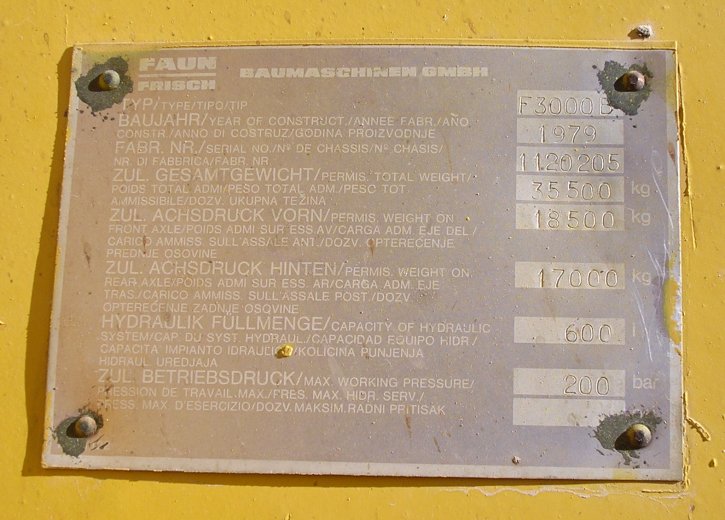 FAUN
FRISCH BAUMASCHINEN GMBH
TYP/TYPE/TIPO/TIP F3000B
BAUJAHR/YEAR OF CONSTRUCT./ANNEE FABR./AÑO
CONSTR./ANNO DI COSTRUZ/GODINA PROIZVODNJE 1979
FABR. NR./SERIAL NO./Nº DE CHASSIS/Nº. CHASIS/
NR. DI FABBRICA/FABR. NR. 1120205
ZUL. GESAMTGEWICHT/PERMIS. TOTAL WEIGHT/ 35500 kg
POIDS TOTAL ADMI/PESO TOTAL ADM./PESO TOT.
AMMISSIBILE/DOZV. UKUPNA TEŽINA
ZUL. ACHSDRUCK VORN/PERMIS. WEIGHT ON 18500 kg
FRONT AXLE/POIDS ADMI SUR ESS.AV/CARGA ADM. EJE DEL/
CARICO AMMISS. SULL'ASSALE ANT./DOZV. OPTEREĆENJE
PREDNJE OSOVINE
ZUL. ACHSDRUCK HINTEN/PERMIS. WEIGHT ON 17000 kg
REAR AXLE/POIDS ADMI SUR ESS. AR/CARGA ADM. EJE
TRAS./CARICO AMMISS. SULL'ASSALE POST./DOZV.
OPTEREĆENJE ZADNJE OSOVINE
HYDRAULIK FÜLLMENGE/CAPACITY OF HYDRAULIC 600 l
SYSTEM/CAP. DU SYST. HYDRAUL./CAPACIDAD EQUIPO HIDR./
CAPACITA IMPIANTO IDRAUL./KOLICINA PUNJENJA
HIDRAUL. UREDJAJA
ZUL. BETRIEBSDRUCK/MAX. WORKING PRESSURE/ 200 bar
PRESSION DE TRAVAIL.MAX./PRES. MAX. HIDR. SERV./
PRESS. MAX. D'ESERCIZIO/DOZV. MAKSIM. RADNI PRITISAK